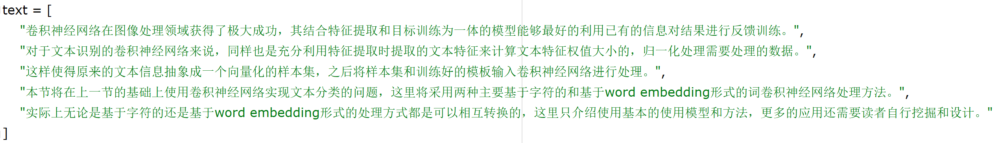 text = [
"卷积神经网络在图像处理领域获得了极大成功，其结合特征提取和目标训练为一体的模型能够最好的利用已有的信息对结果进行反馈训练。",
"对于文本识别的卷积神经网络来说，同样也是充分利用特征提取时提取的文本特征来计算文本特征权值大小的，归一化处理需要处理的数据。",
"这样使得原来的文本信息抽象成一个向量化的样本集，之后将样本集和训练好的模板输入卷积神经网络进行处理。",
"本节将在上一节的基础上使用卷积神经网络实现文本分类的问题，这里将采用两种主要基于字符的和基于word embedding形式的词卷积神经网络处理方法。",
"实际上无论是基于字符的还是基于word embedding形式的处理方式都是可以相互转换的，这里只介绍使用基本的使用模型和方法，更多的应用还需要读者自行挖掘和设计。"
]